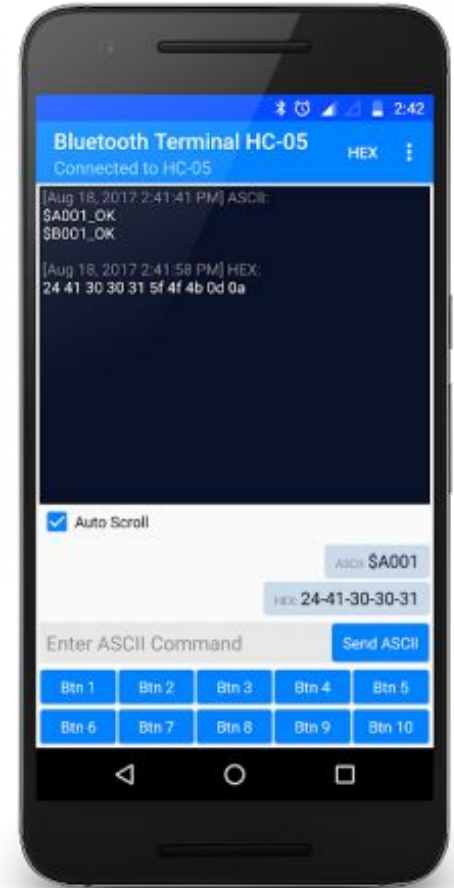 2:42
Bluetooth Terminal HC-05
HEX
Connected to HC-05
[Aug 18, 2017 2:41:41 PM] ASCII:
$A001_OK
$B001_OK
[Aug 18, 2017 2:41:58 PM] HEX:
24 41 30 30 31 5f 4f 4b 0d 0a
Auto Scroll
ASCII: $A001
HEX: 24-41-30-30-31
Enter ASCII Command
Send ASCII
Btn 1 Btn 2 Btn 3 Btn 4 Btn 5
Btn 6 Btn 7 Btn 8 Btn 9 Btn 10